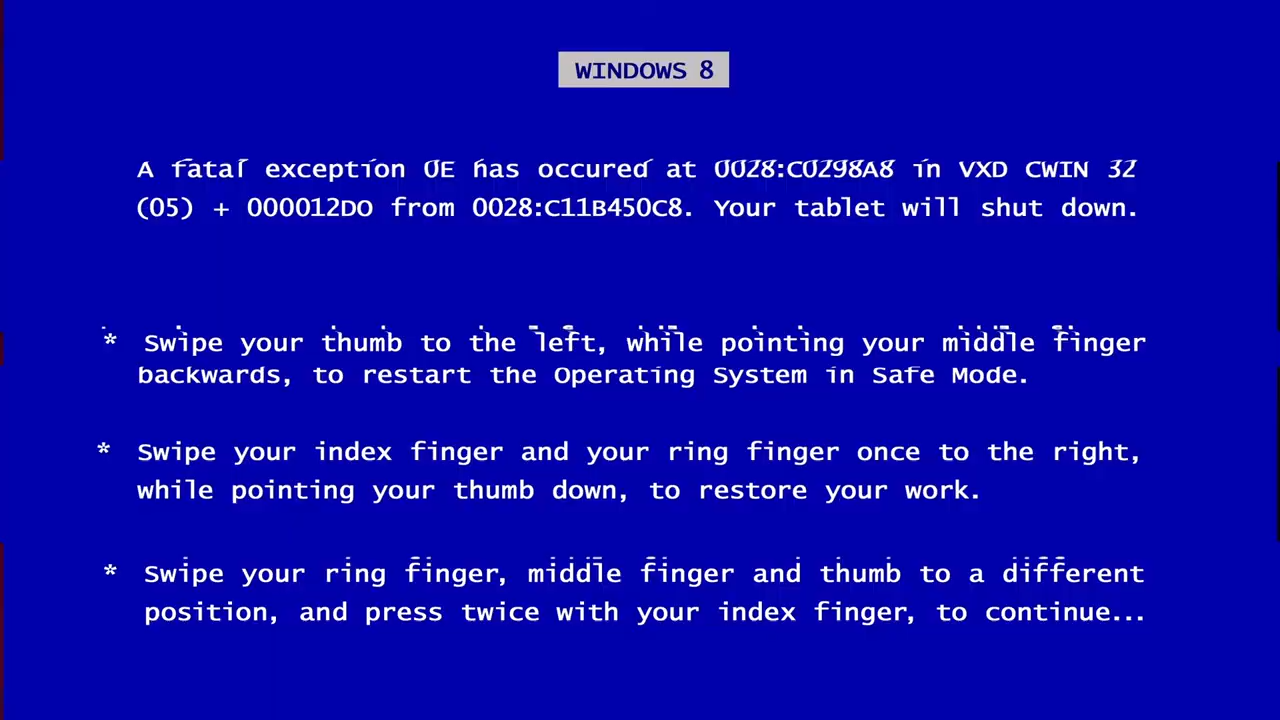 WINDOWS 8
A fatal exception 0E has occured at 0028:C0298A8 in VXD CWIN 32
(05) + 000012D0 from 0028:C11B450C8. Your tablet will shut down.
* Swipe your thumb to the left, while pointing your middle finger
backwards, to restart the Operating System in Safe Mode.
* Swipe your index finger and your ring finger once to the right,
while pointing your thumb down, to restore your work.
* Swipe your ring finger, middle finger and thumb to a different
position, and press twice with your index finger, to continue...